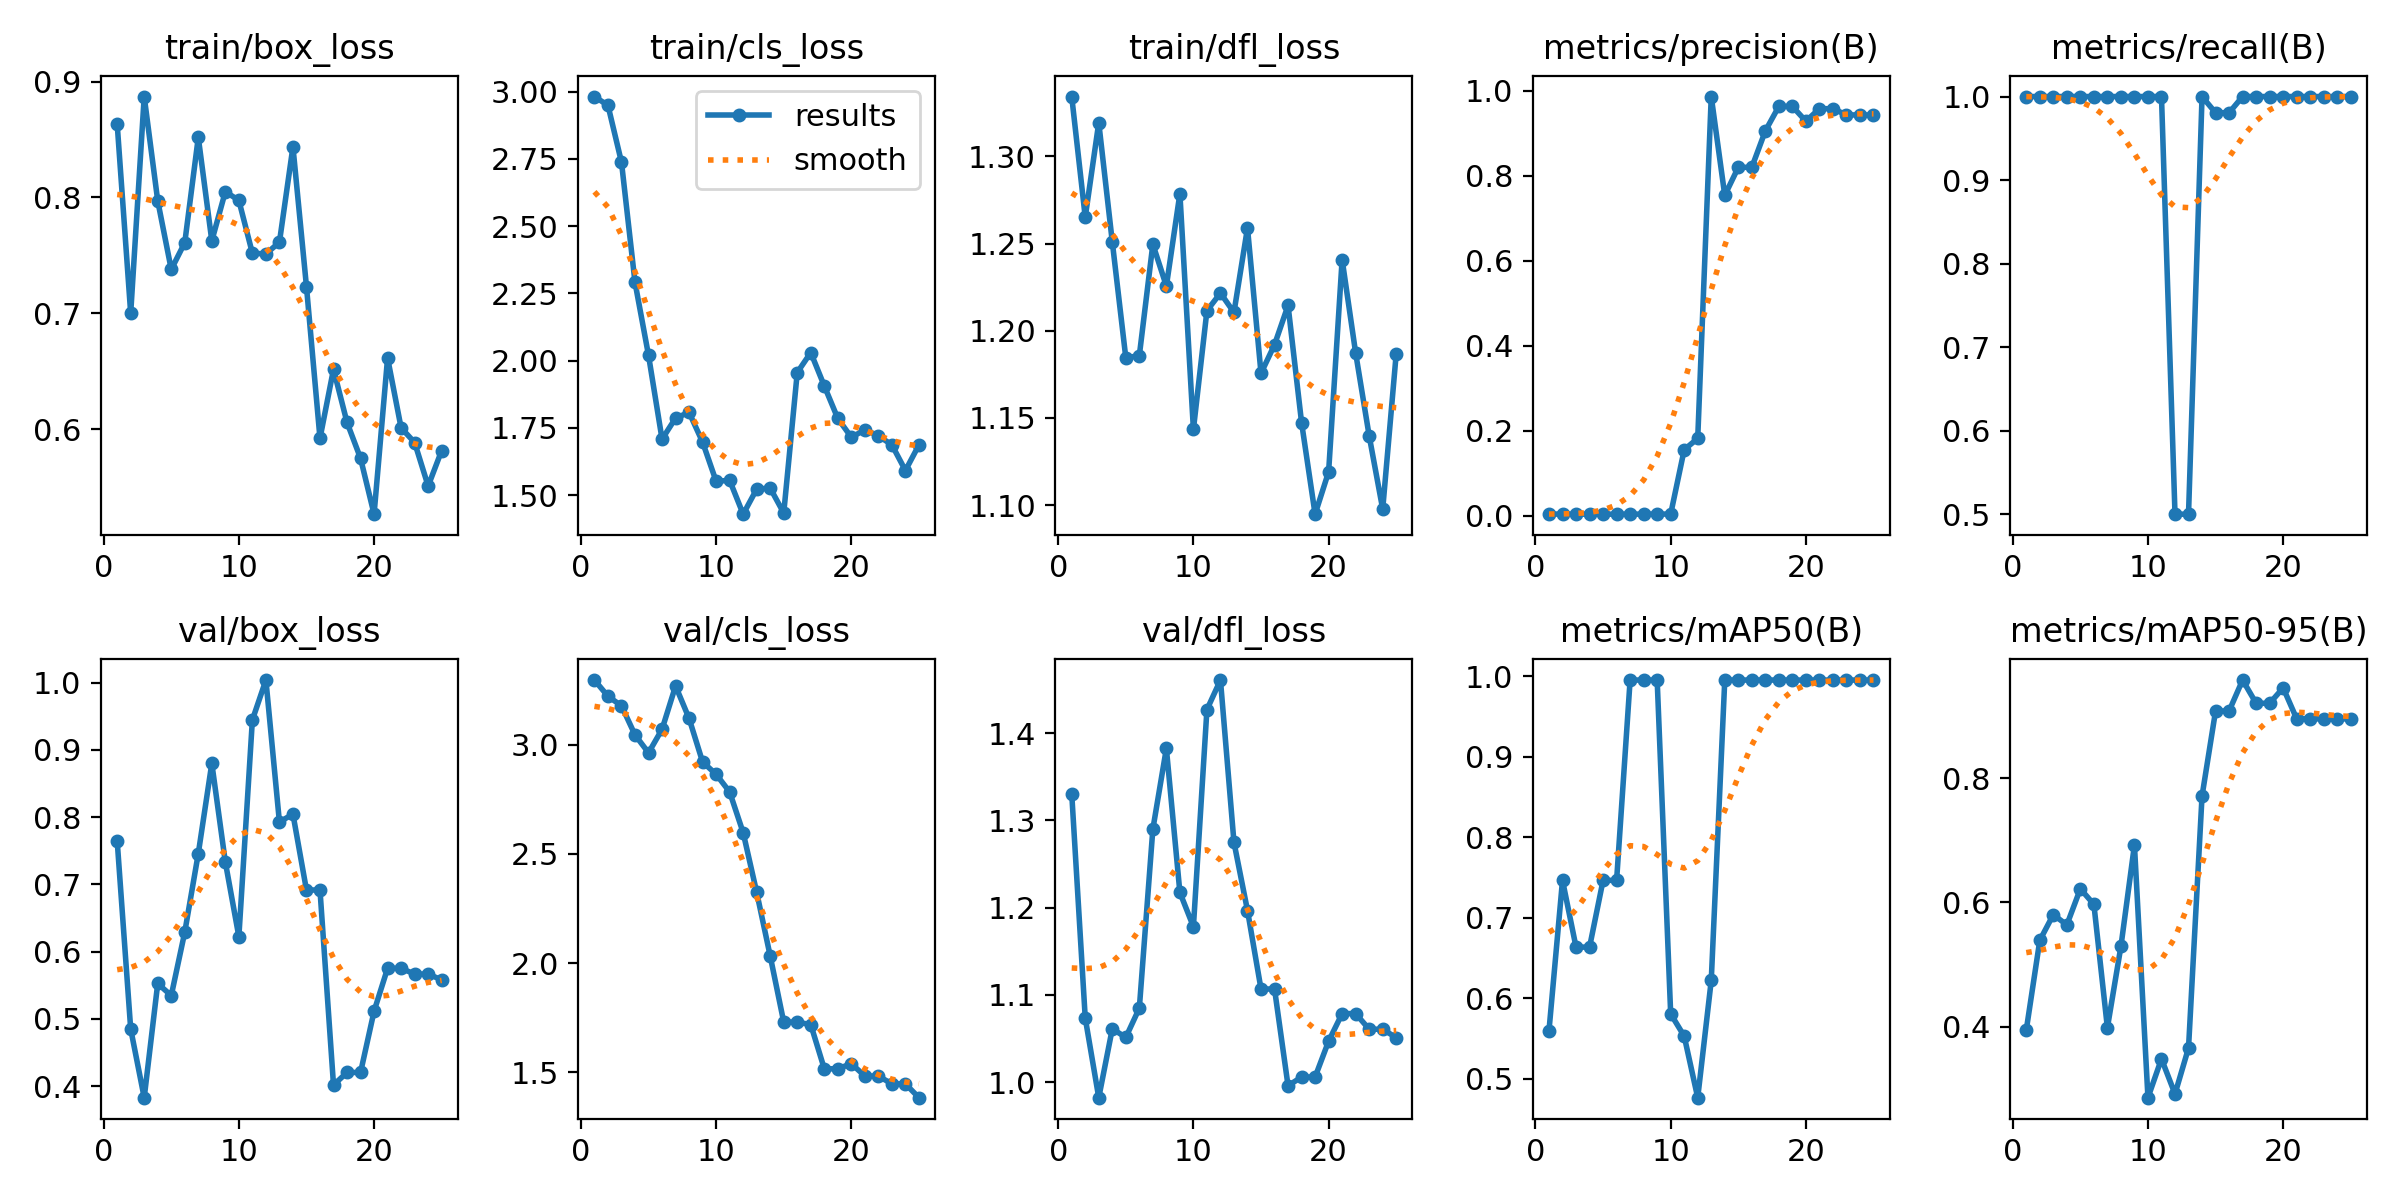 train/box_loss
0.9
0.8
0.7
0.6
0 10 20
train/cls_loss
results
smooth
3.00
2.75
2.50
2.25
2.00
1.75
1.50
0 10 20
train/dfl_loss
1.30
1.25
1.20
1.15
1.10
0 10 20
metrics/precision(B)
1.0
0.8
0.6
0.4
0.2
0.0
0 10 20
metrics/recall(B)
1.0
0.9
0.8
0.7
0.6
0.5
0 10 20
val/box_loss
1.0
0.9
0.8
0.7
0.6
0.5
0.4
0 10 20
val/cls_loss
3.0
2.5
2.0
1.5
0 10 20
val/dfl_loss
1.4
1.3
1.2
1.1
1.0
0 10 20
metrics/mAP50(B)
1.0
0.9
0.8
0.7
0.6
0.5
0 10 20
metrics/mAP50-95(B)
0.8
0.6
0.4
0 10 20